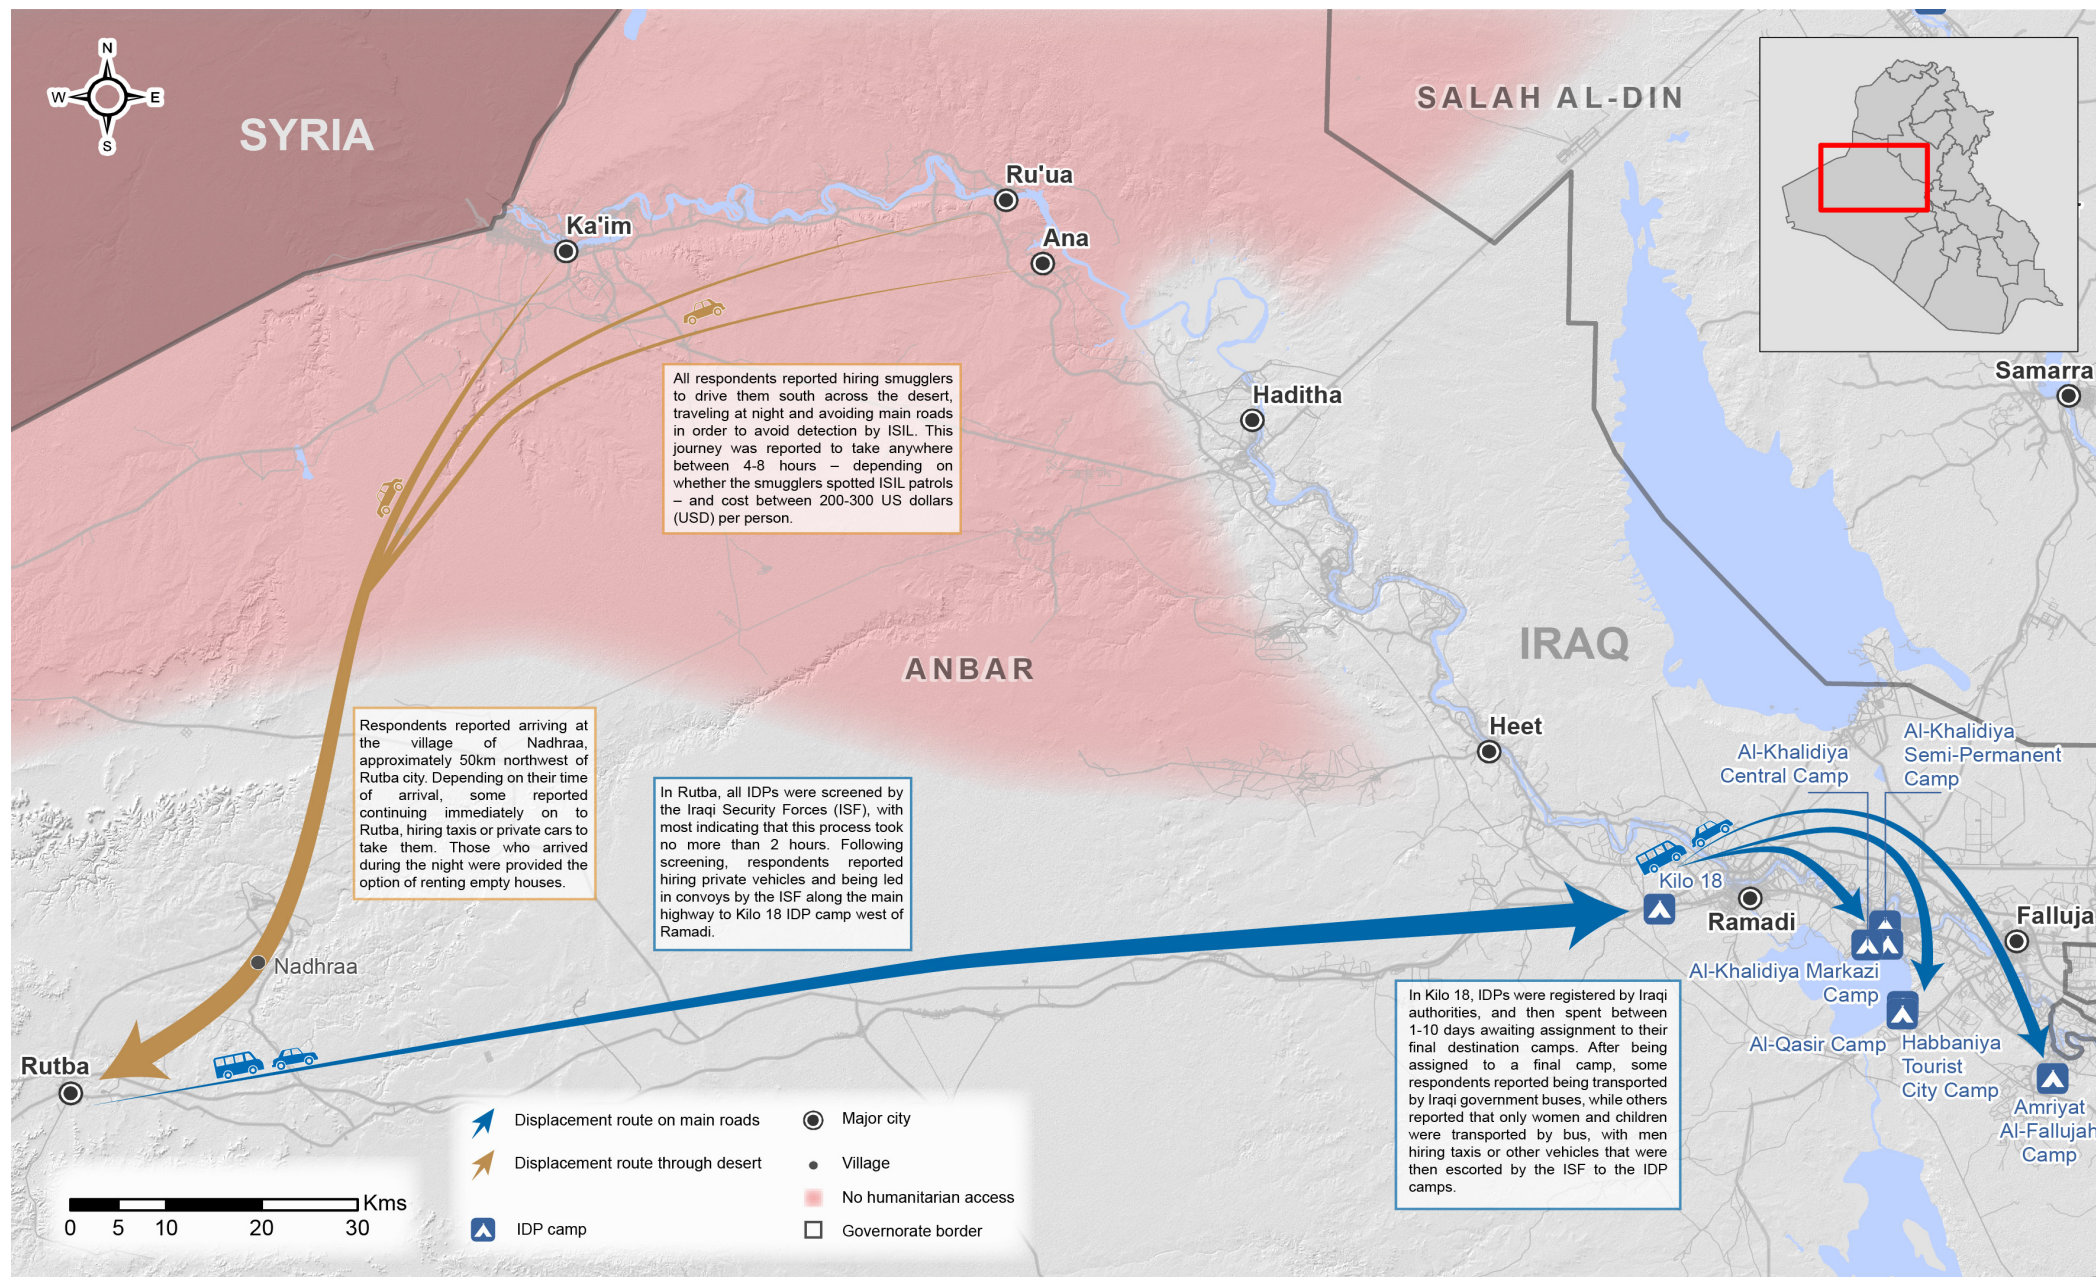 N
W
E
S
SYRIA
SALAH AL-DIN
Ru'ua
Ka'im
Ana
Samarra
Haditha
All respondents reported hiring smugglers
to drive them south across the desert,
traveling at night and avoiding main roads
in order to avoid detection by ISIL. This
journey was reported to take anywhere
between 4-8 hours – depending on
whether the smugglers spotted ISIL patrols
– and cost between 200-300 US dollars
(USD) per person.
IRAQ
ANBAR
Heet
Respondents reported arriving at
the village of Nadhraa,
approximately 50km northwest of
Rutba city. Depending on their time
of arrival, some reported
continuing immediately on to
Rutba, hiring taxis or private cars to
take them. Those who arrived
during the night were provided the
option of renting empty houses.
In Rutba, all IDPs were screened by
the Iraqi Security Forces (ISF), with
most indicating that this process took
no more than 2 hours. Following
screening, respondents reported
hiring private vehicles and being led
in convoys by the ISF along the main
highway to Kilo 18 IDP camp west of
Ramadi.
Al-Khalidiya
Central Camp
Al-Khalidiya
Semi-Permanent
Camp
Kilo 18
Ramadi
Falluja
Nadhraa
Al-Khalidiya Markazi
Camp
Al-Qasir Camp
Habbaniya
Tourist
City Camp
Amriyat
Al-Fallujah
Camp
In Kilo 18, IDPs were registered by Iraqi
authorities, and then spent between
1-10 days awaiting assignment to their
final destination camps. After being
assigned to a final camp, some
respondents reported being transported
by Iraqi government buses, while others
reported that only women and children
were transported by bus, with men
hiring taxis or other vehicles that were
then escorted by the ISF to the IDP
camps.
Rutba
Displacement route on main roads
Displacement route through desert
IDP camp
Major city
Village
No humanitarian access
Governorate border
Kms
0 5 10 20 30